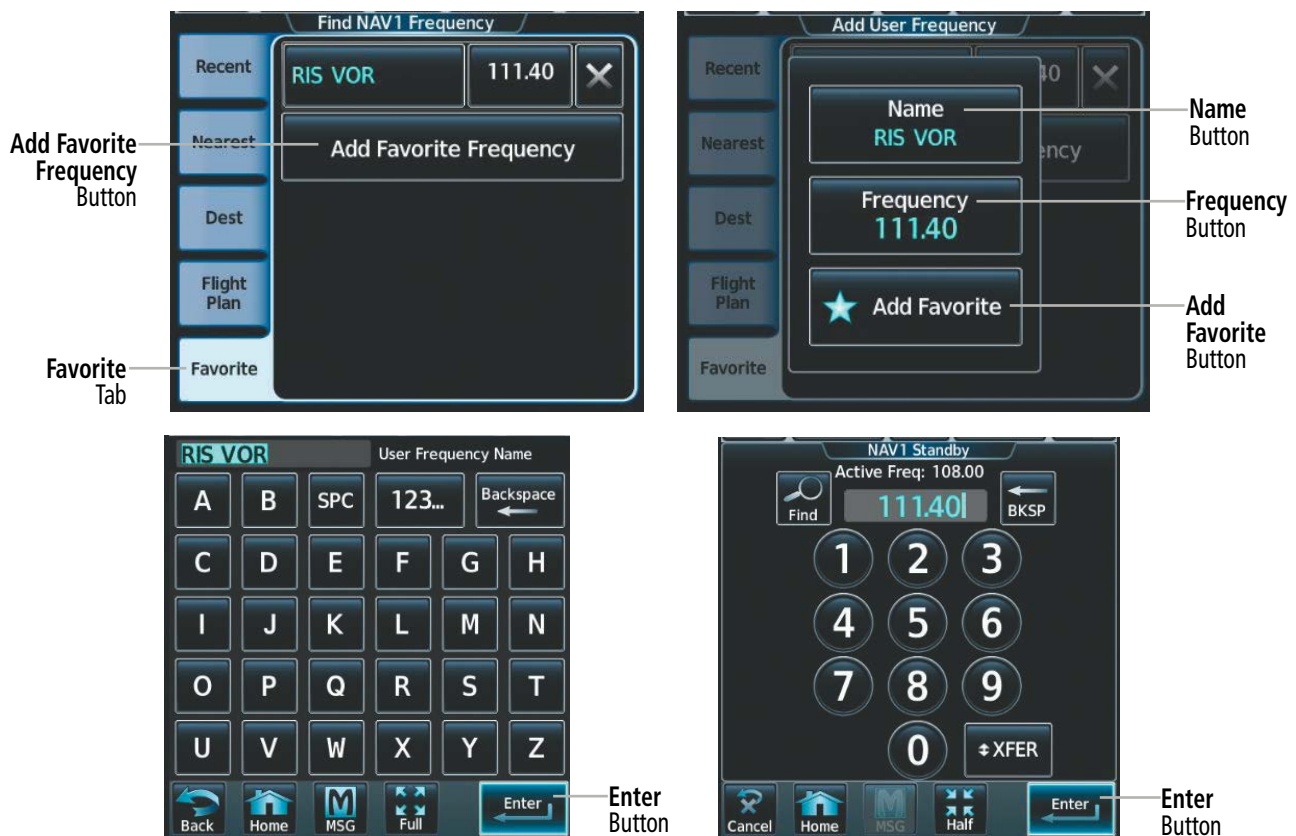 Find NAV1 Frequency
Recent
RIS VOR
111.40
Nearest
Add Favorite Frequency
Dest
Flight
Plan
Favorite
Add Favorite
Frequency
Button
Favorite
Tab
Add User Frequency
Recent
40
Nearest
ency
Dest
Flight
Plan
Favorite
Name
RIS VOR
Frequency
111.40
Add Favorite
Name
Button
Frequency
Button
Add
Favorite
Button
RIS VOR
User Frequency Name
A B SPC 123... Backspace
C D E F G H
I J K L M N
O P Q R S T
U V W X Y Z
Back Home MSG Full Enter
Enter
Button
NAV1 Standby
Active Freq: 108.00
Find 111.40 BKSP
1 2 3
4 5 6
7 8 9
0 XFER
Cancel Home MSG Half Enter
Enter
Button